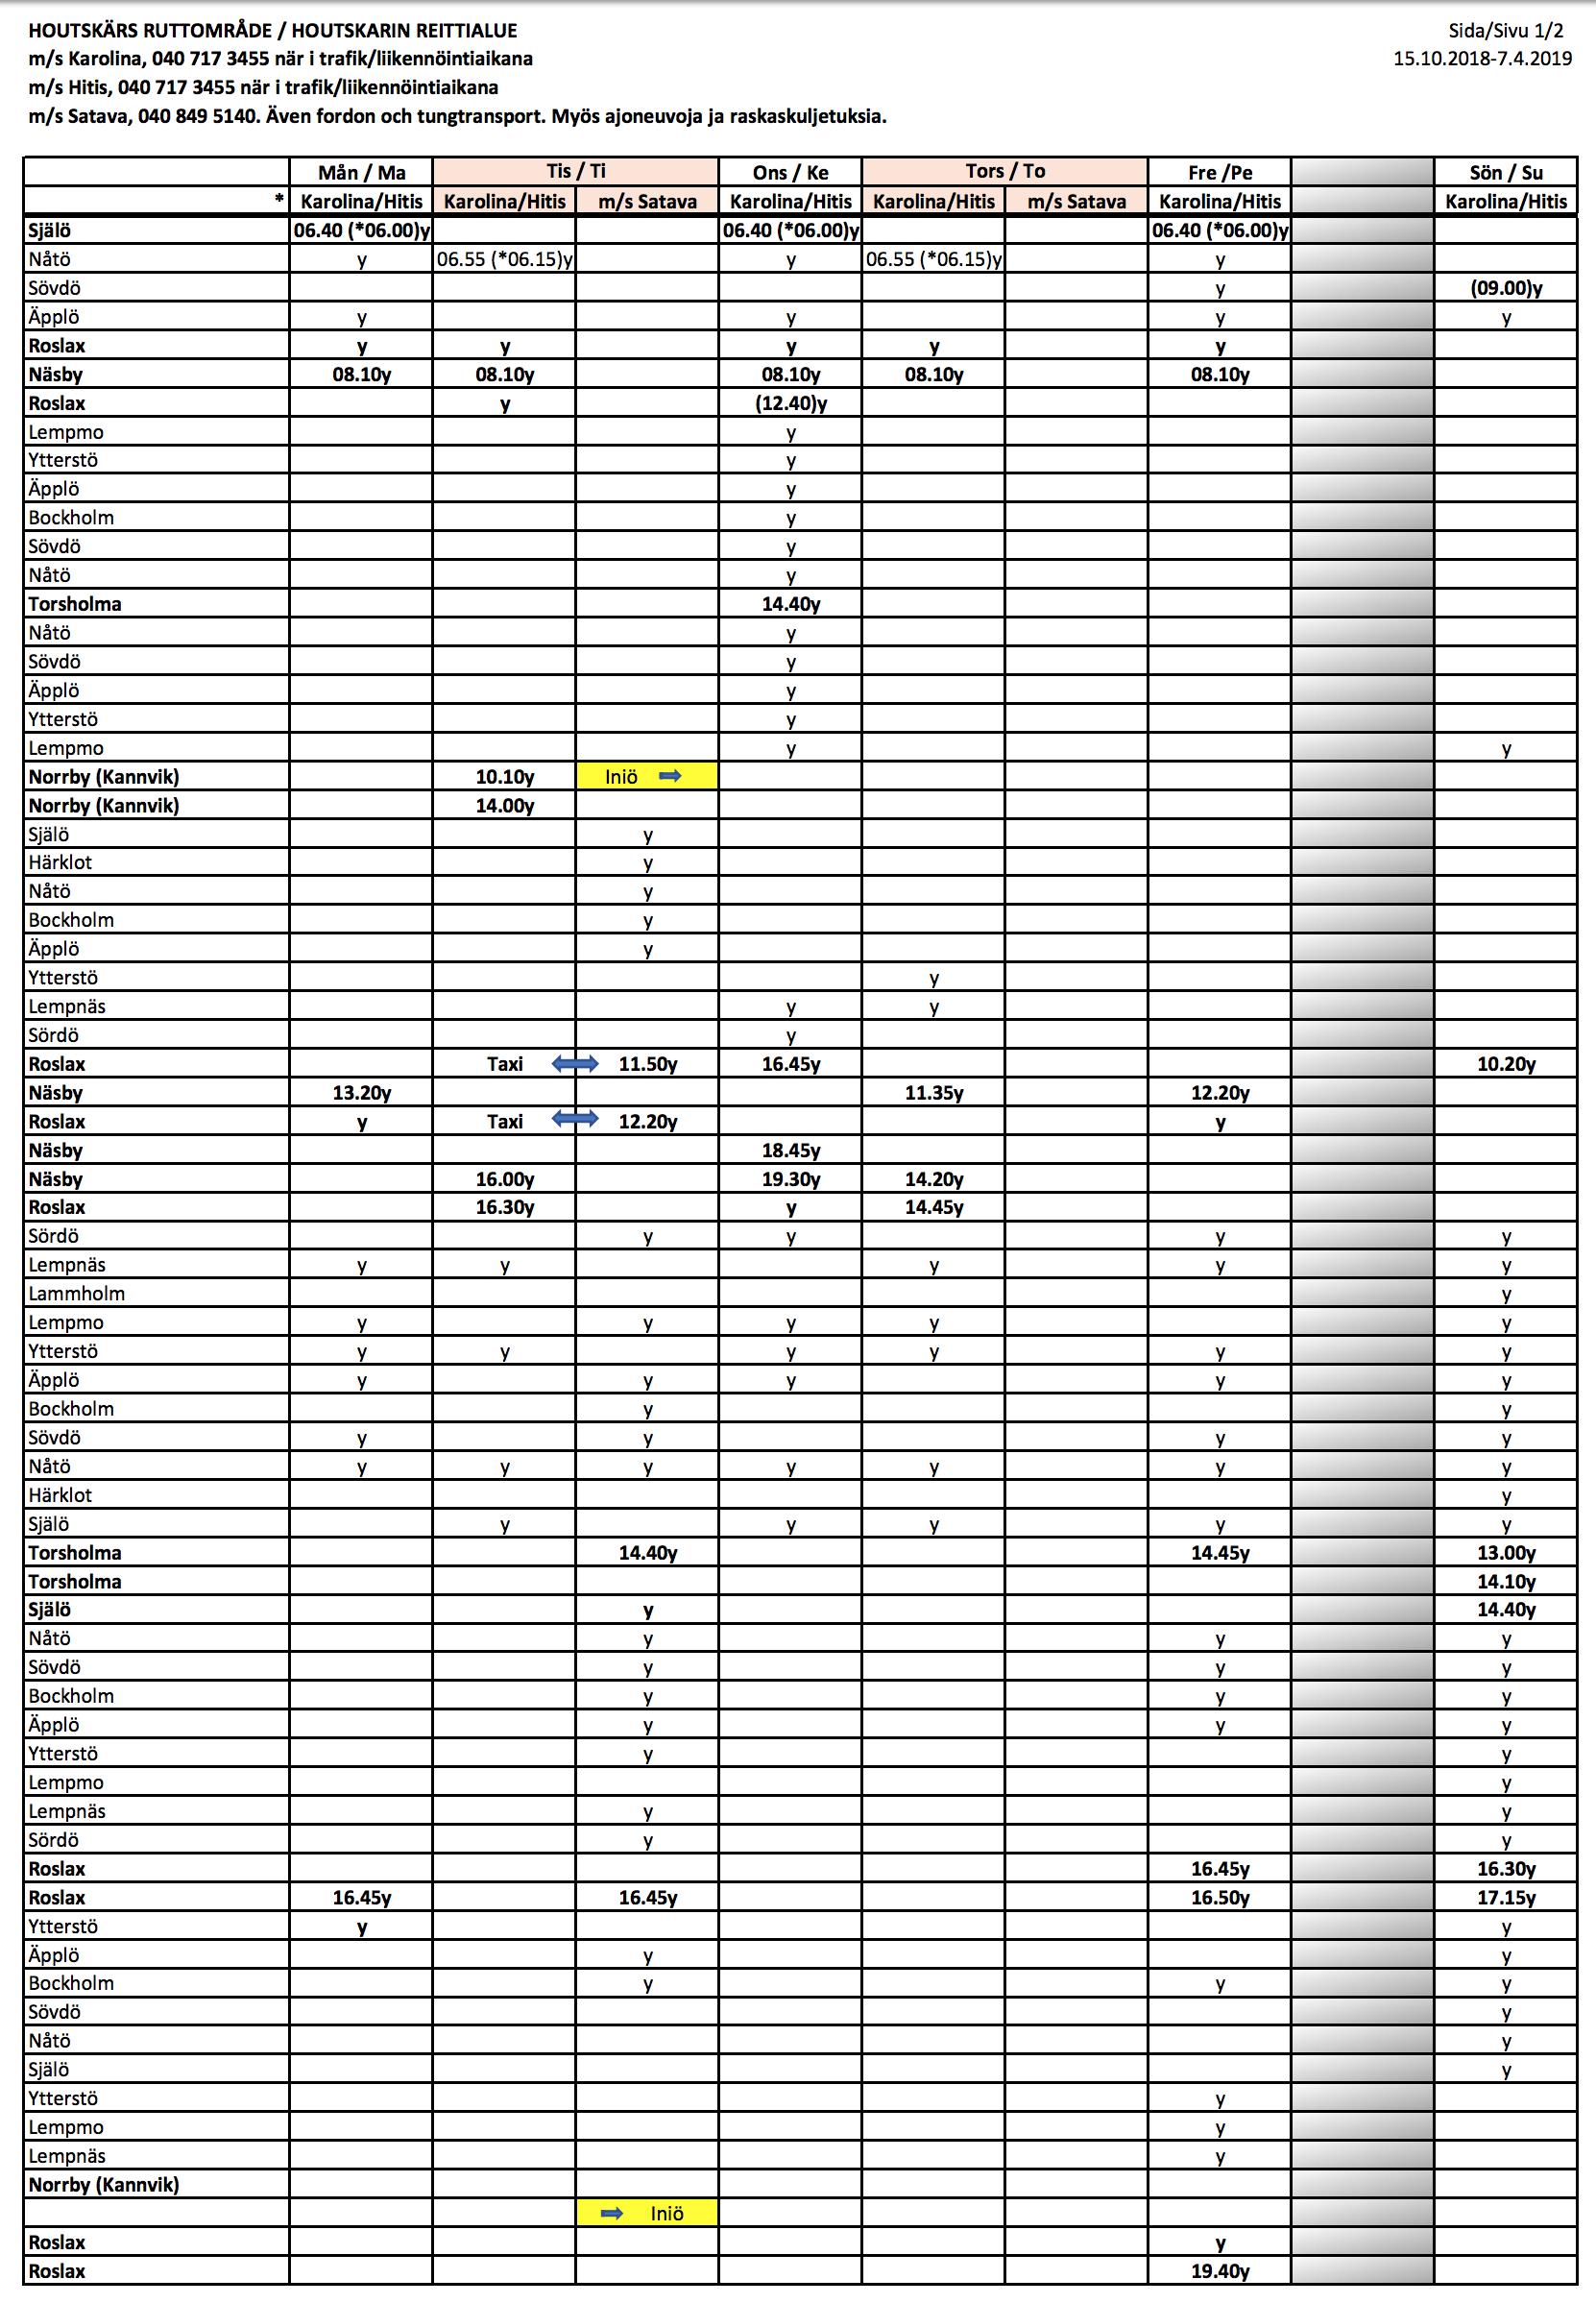 HOUTSKÄRS RUTTOMRÅDE / HOUTSKARIN REITTIALUE Sida/Sivu 1/2
m/s Karolina, 040 717 3455 när i trafik/liikennöintiaikana 15.10.2018-7.4.2019
m/s Hitis, 040 717 3455 när i trafik/liikennöintiaikana
m/s Satava, 040 849 5140. Även fordon och tungtransport. Myös ajoneuvoja ja raskaskuljetuksia.
Mån / Ma Tis / Ti Ons / Ke Tors / To Fre /Pe Sön / Su
* Karolina/Hitis Karolina/Hitis m/s Satava Karolina/Hitis Karolina/Hitis m/s Satava Karolina/Hitis Karolina/Hitis
Själö 06.40 (*06.00)y 06.40 (*06.00)y 06.40 (*06.00)y
Nåtö y 06.55 (*06.15)y y 06.55 (*06.15)y y
Sövdö y (09.00)y
Äpplö y y y y
Roslax y y y y y
Näsby 08.10y 08.10y 08.10y 08.10y 08.10y
Roslax y (12.40)y
Lempmo y
Ytterstö y
Äpplö y
Bockholm y
Sövdö y
Nåtö y
Torsholma 14.40y
Nåtö y
Sövdö y
Äpplö y
Ytterstö y
Lempmo y y
Norrby (Kannvik) 10.10y Iniö
Norrby (Kannvik) 14.00y
Själö y
Härklot y
Nåtö y
Bockholm y
Äpplö y
Ytterstö y
Lempnäs y y
Sördö y
Roslax Taxi 11.50y 16.45y 10.20y
Näsby 13.20y 11.35y 12.20y
Roslax y Taxi 12.20y y
Näsby 18.45y
Näsby 16.00y 19.30y 14.20y
Roslax 16.30y y 14.45y
Sördö y y y y
Lempnäs y y y y y
Lammholm y
Lempmo y y y y y
Ytterstö y y y y y y
Äpplö y y y y y
Bockholm y y
Sövdö y y y y
Nåtö y y y y y y y
Härklot y
Själö y y y y y
Torsholma 14.40y 14.45y 13.00y
Torsholma 14.10y
Själö y 14.40y
Nåtö y y y
Sövdö y y y
Bockholm y y y
Äpplö y y y
Ytterstö y y
Lempmo y
Lempnäs y y
Sördö y y
Roslax 16.45y 16.30y
Roslax 16.45y 16.45y 16.50y 17.15y
Ytterstö y y
Äpplö y y
Bockholm y y y
Sövdö y
Nåtö y
Själö y
Ytterstö y
Lempmo y
Lempnäs y
Norrby (Kannvik)
Iniö
Roslax y
Roslax 19.40y